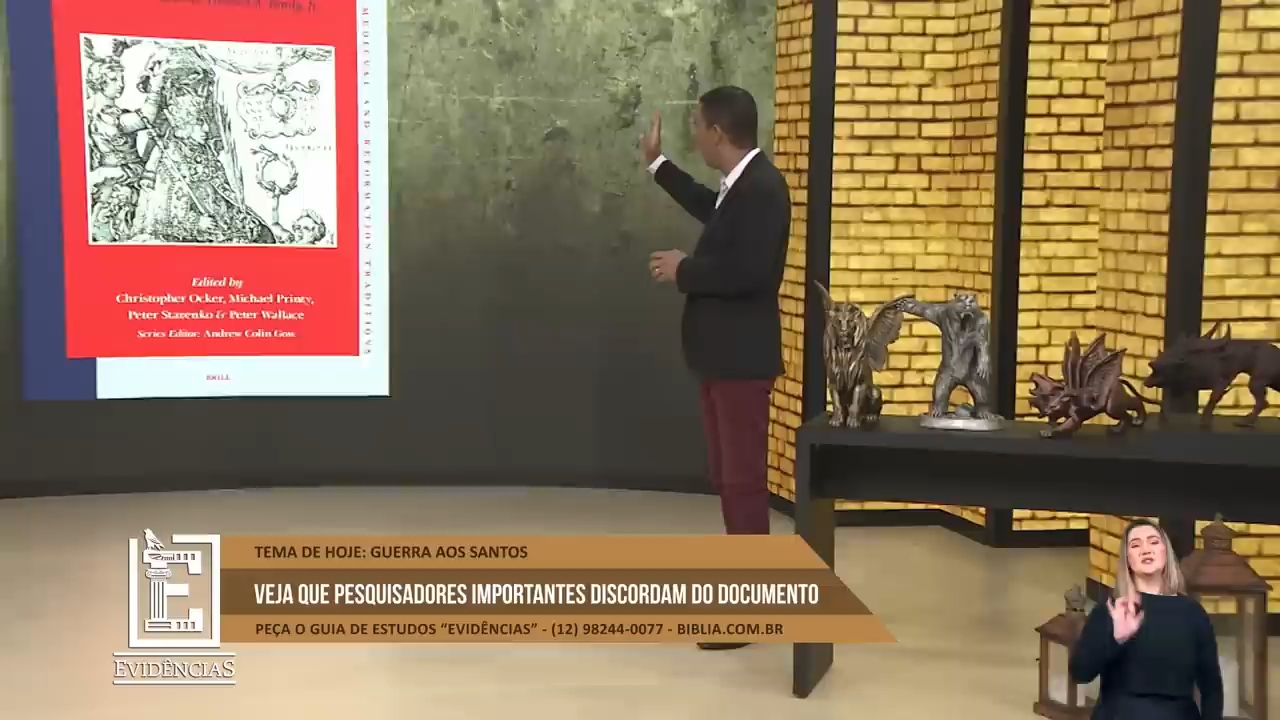 MEDIEVAL AND REFORMATION TRADITIONS
Edited by
Christopher Ocker, Michael Printy,
Peter Starenko & Peter Wallace
Series Editor: Andrew Colin Gow
BRILL
TEMA DE HOJE: GUERRA AOS SANTOS
VEJA QUE PESQUISADORES IMPORTANTES DISCORDAM DO DOCUMENTO
PEÇA O GUIA DE ESTUDOS “EVIDÊNCIAS” - (12) 98244-0077 - BIBLIA.COM.BR
E
EVIDÊNCIAS